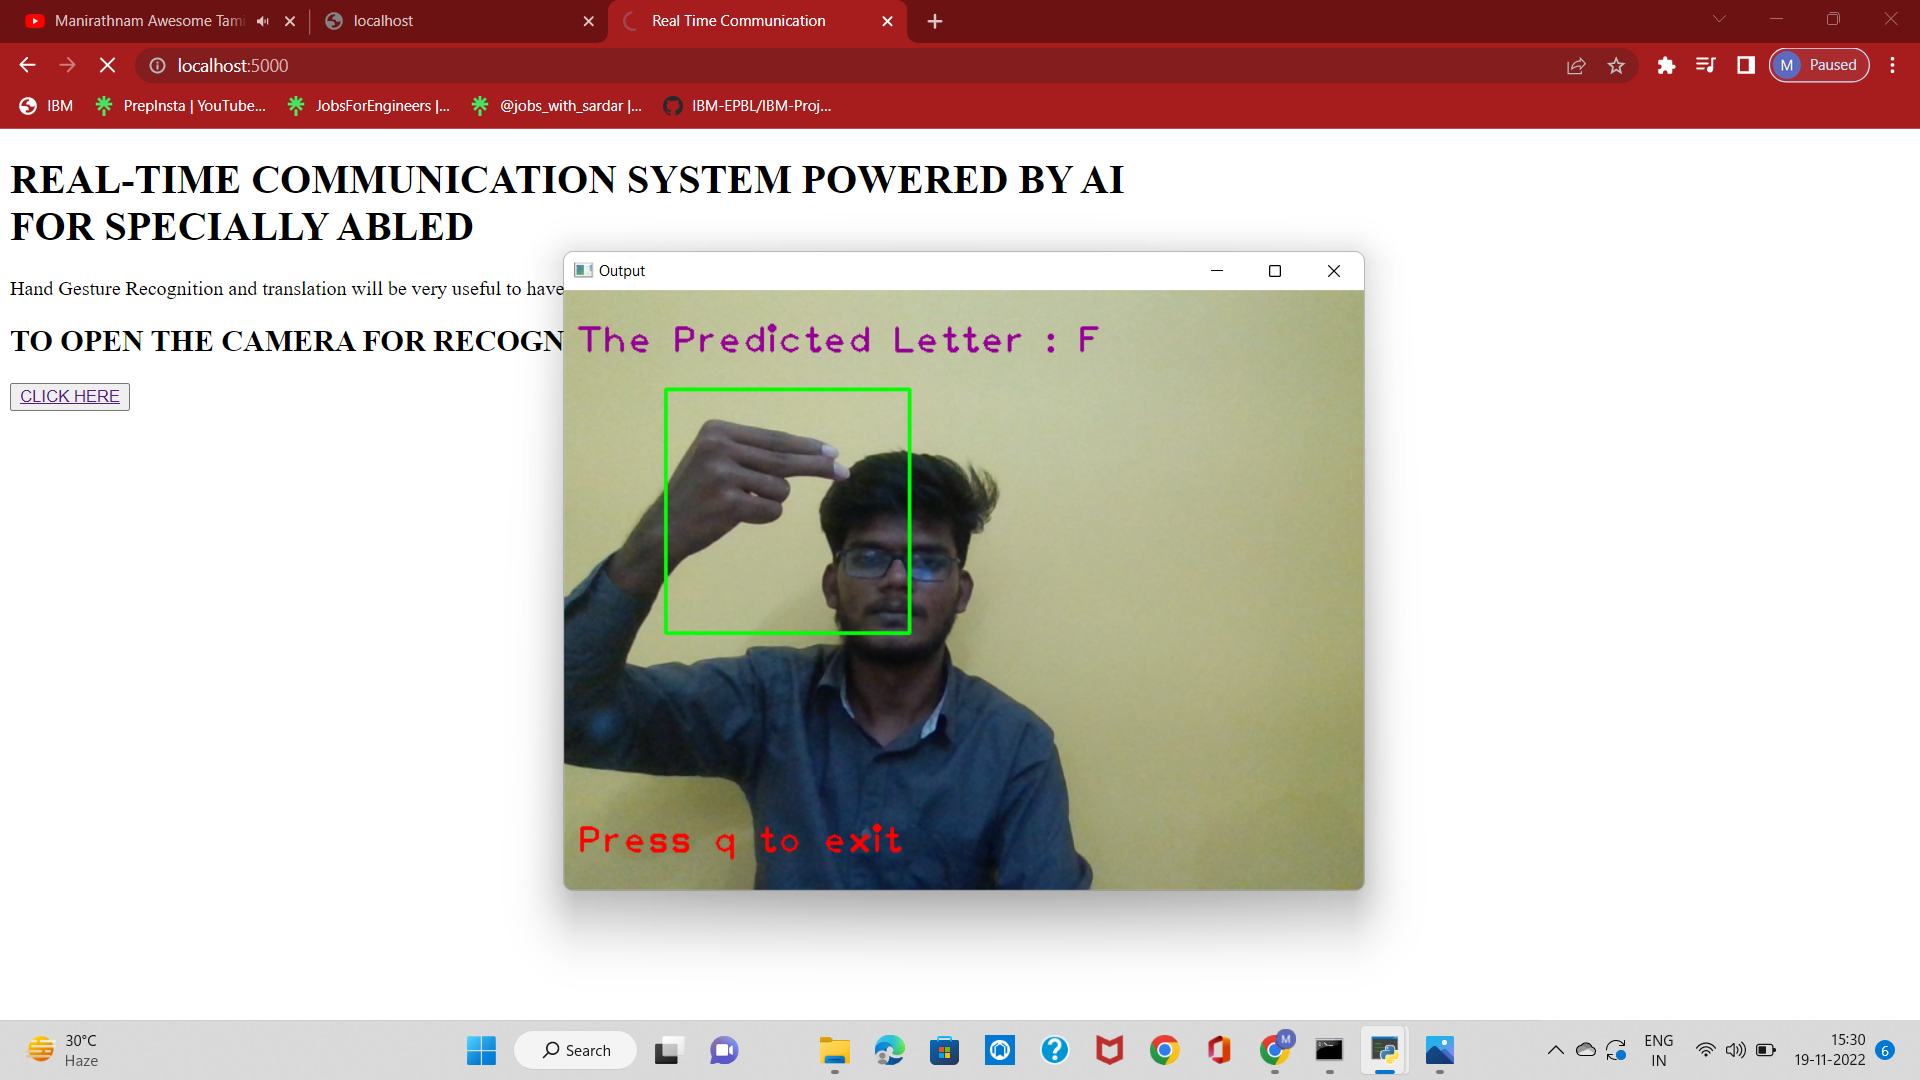 Manirathnam Awesome Tami
localhost
Real Time Communication
localhost:5000
M
Paused
IBM
PrepInsta | YouTube...
JobsForEngineers |...
@jobs_with_sardar |...
IBM-EPBL/IBM-Proj...
REAL-TIME COMMUNICATION SYSTEM POWERED BY AI
FOR SPECIALLY ABLED
Hand Gesture Recognition and translation will be very useful to have
TO OPEN THE CAMERA FOR RECOGN
CLICK HERE
Output
The Predicted Letter : F
Press q to exit
30°C
Haze
Search
M
ENG
IN
15:30
19-11-2022
6